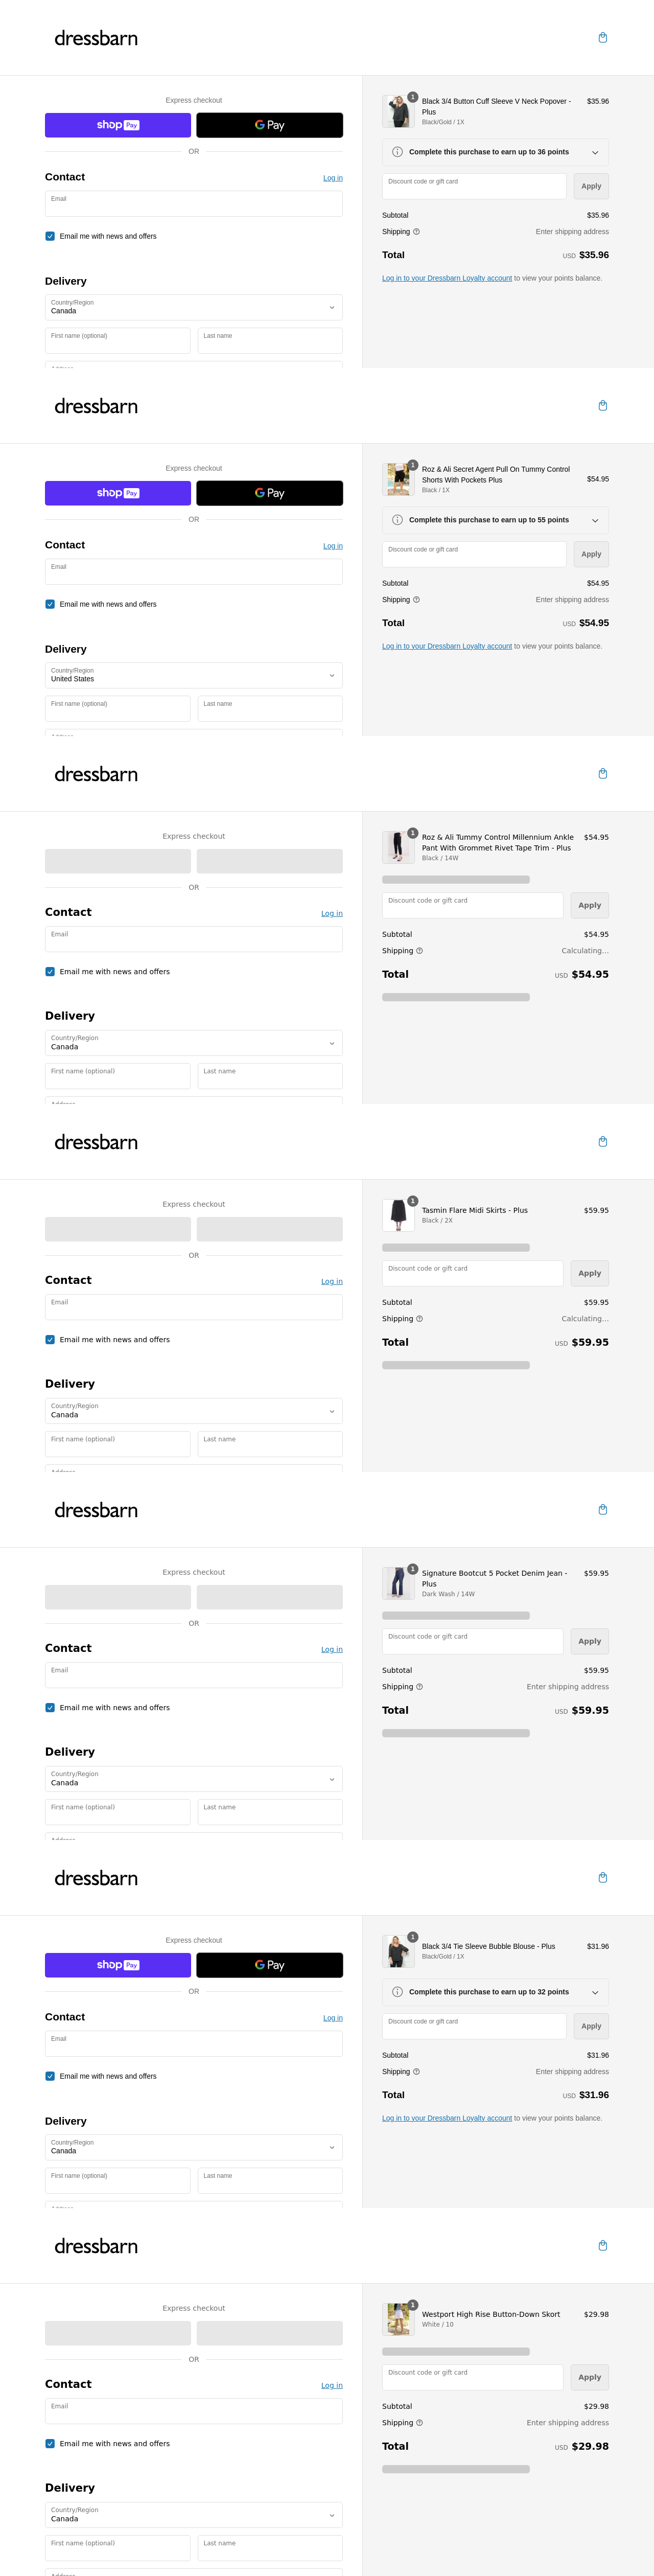 dressbarn
Express checkout
shop Pay
G Pay
OR
Contact
Log in
Email
Email me with news and offers
Delivery
Country/Region
Canada
First name (optional)
Last name
1
Black 3/4 Button Cuff Sleeve V Neck Popover -
Plus
Black/Gold / 1X
$35.96
Complete this purchase to earn up to 36 points
Discount code or gift card
Apply
Subtotal
$35.96
Shipping
Enter shipping address
Total
USD $35.96
Log in to your Dressbarn Loyalty account to view your points balance.
dressbarn
Express checkout
shop Pay
G Pay
OR
Contact
Log in
Email
Email me with news and offers
Delivery
Country/Region
United States
First name (optional)
Last name
1
Roz & Ali Secret Agent Pull On Tummy Control
Shorts With Pockets Plus
Black / 1X
$54.95
Complete this purchase to earn up to 55 points
Discount code or gift card
Apply
Subtotal
$54.95
Shipping
Enter shipping address
Total
USD $54.95
Log in to your Dressbarn Loyalty account to view your points balance.
dressbarn
Express checkout
OR
Contact
Log in
Email
Email me with news and offers
Delivery
Country/Region
Canada
First name (optional)
Last name
1
Roz & Ali Tummy Control Millennium Ankle
Pant With Grommet Rivet Tape Trim - Plus
Black / 14W
$54.95
Discount code or gift card
Apply
Subtotal
$54.95
Shipping
Calculating...
Total
USD $54.95
dressbarn
Express checkout
OR
Contact
Log in
Email
Email me with news and offers
Delivery
Country/Region
Canada
First name (optional)
Last name
1
Tasmin Flare Midi Skirts - Plus
Black / 2X
$59.95
Discount code or gift card
Apply
Subtotal
$59.95
Shipping
Calculating...
Total
USD $59.95
dressbarn
Express checkout
OR
Contact
Log in
Email
Email me with news and offers
Delivery
Country/Region
Canada
First name (optional)
Last name
1
Signature Bootcut 5 Pocket Denim Jean -
Plus
Dark Wash / 14W
$59.95
Discount code or gift card
Apply
Subtotal
$59.95
Shipping
Enter shipping address
Total
USD $59.95
dressbarn
Express checkout
shop Pay
G Pay
OR
Contact
Log in
Email
Email me with news and offers
Delivery
Country/Region
Canada
First name (optional)
Last name
1
Black 3/4 Tie Sleeve Bubble Blouse - Plus
Black/Gold / 1X
$31.96
Complete this purchase to earn up to 32 points
Discount code or gift card
Apply
Subtotal
$31.96
Shipping
Enter shipping address
Total
USD $31.96
Log in to your Dressbarn Loyalty account to view your points balance.
dressbarn
Express checkout
OR
Contact
Log in
Email
Email me with news and offers
Delivery
Country/Region
Canada
First name (optional)
Last name
1
Westport High Rise Button-Down Skort
White / 10
$29.98
Discount code or gift card
Apply
Subtotal
$29.98
Shipping
Enter shipping address
Total
USD $29.98